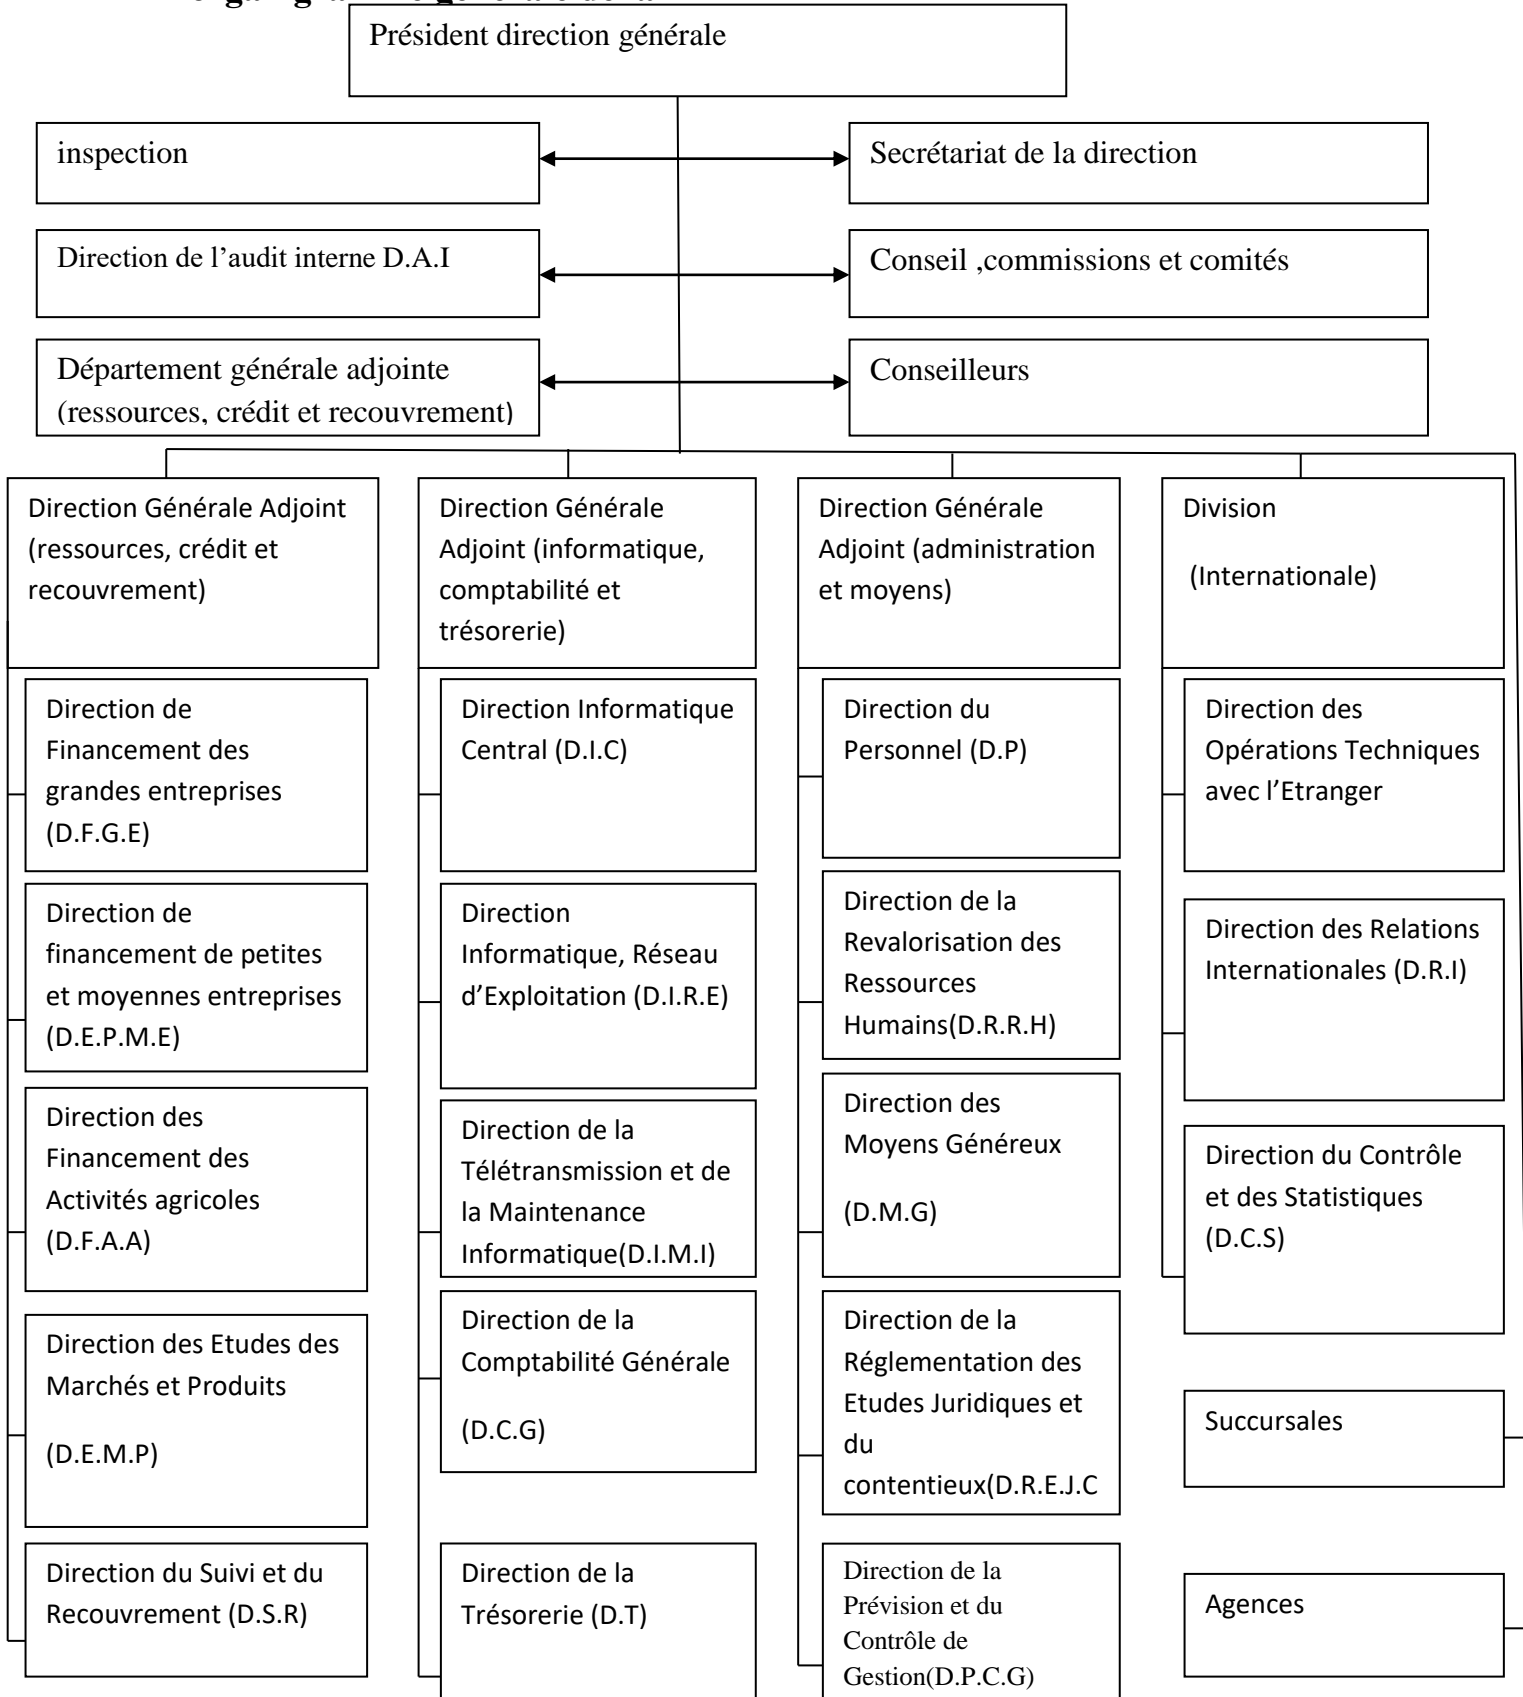 Président direction générale
inspection
Secrétariat de la direction
Direction de l’audit interne D.A.I
Conseil ,commissions et comités
Département générale adjointe
(ressources, crédit et recouvrement)
Conseilleurs
Direction Générale Adjoint
(ressources, crédit et
recouvrement)
Direction Générale
Adjoint (informatique,
comptabilité et
trésorerie)
Direction Générale
Adjoint (administration
et moyens)
Division
(Internationale)
Direction de
Financement des
grandes entreprises
(D.F.G.E)
Direction de
financement de petites
et moyennes entreprises
(D.E.P.M.E)
Direction des
Financement des
Activités agricoles
(D.F.A.A)
Direction des Etudes des
Marchés et Produits
(D.E.M.P)
Direction du Suivi et du
Recouvrement (D.S.R)
Direction Informatique
Central (D.I.C)
Direction
Informatique, Réseau
d’Exploitation (D.I.R.E)
Direction de la
Télétransmission et de
la Maintenance
Informatique(D.I.M.I)
Direction de la
Comptabilité Générale
(D.C.G)
Direction de la
Trésorerie (D.T)
Direction du
Personnel (D.P)
Direction de la
Revalorisation des
Ressources
Humains(D.R.R.H)
Direction des
Moyens Généreux
(D.M.G)
Direction de la
Réglementation des
Etudes Juridiques et
du
contentieux(D.R.E.J.C
Direction de la
Prévision et du
Contrôle de
Gestion(D.P.C.G)
Direction des
Opérations Techniques
avec l’Etranger
Direction des Relations
Internationales (D.R.I)
Direction du Contrôle
et des Statistiques
(D.C.S)
Succursales
Agences